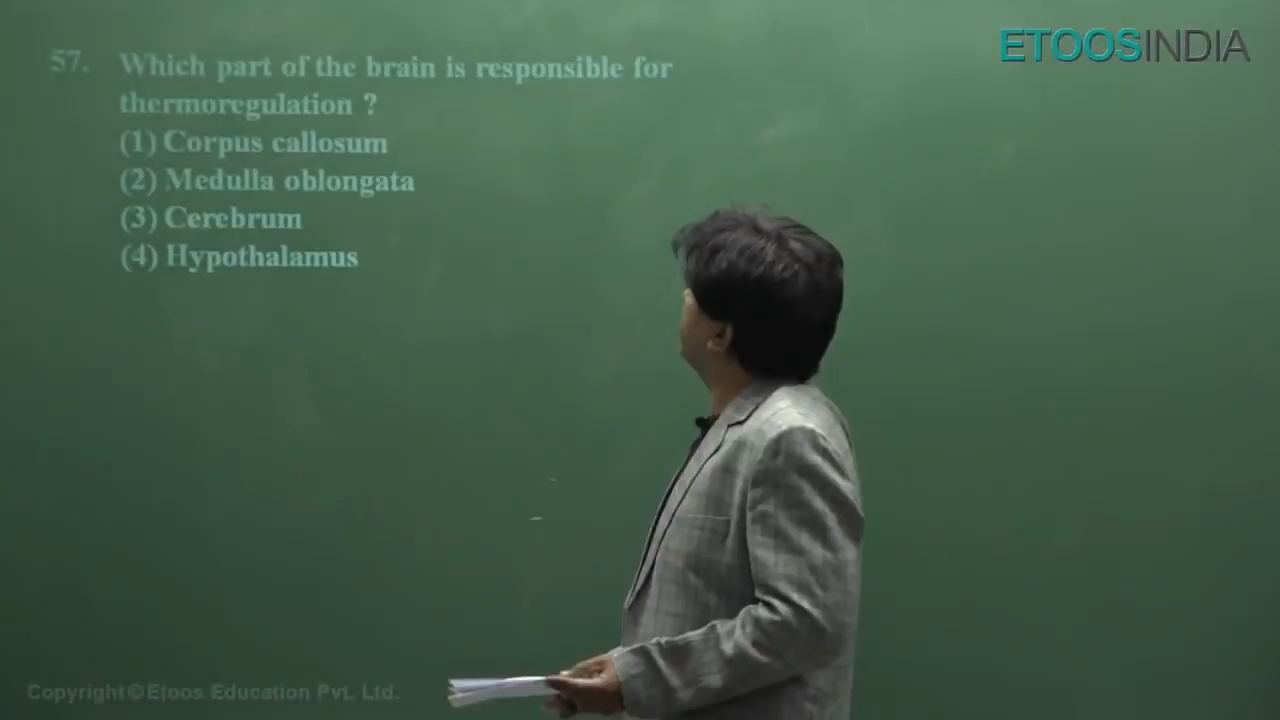 ETOOSINDIA
57. Which part of the brain is responsible for
thermoregulation ?
(1) Corpus callosum
(2) Medulla oblongata
(3) Cerebrum
(4) Hypothalamus
Copyright © Etoos Education Pvt. Ltd.